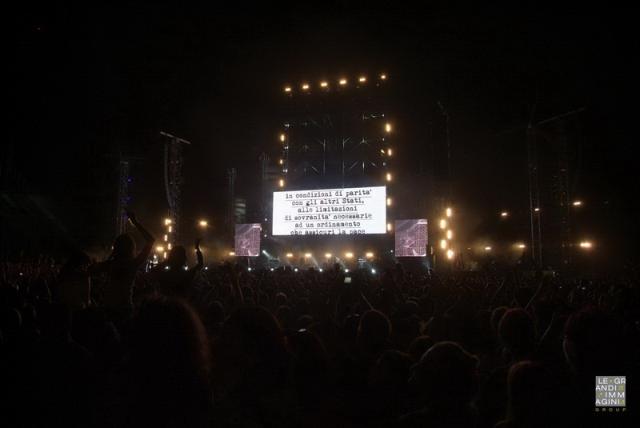 in condizioni di parita'
con gli altri Stati,
alle limitazioni
di sovranita' necessarie
ad un ordinamento
che assicuri la pace
LE GR
ANDI
IMM
AGINI
GROUP